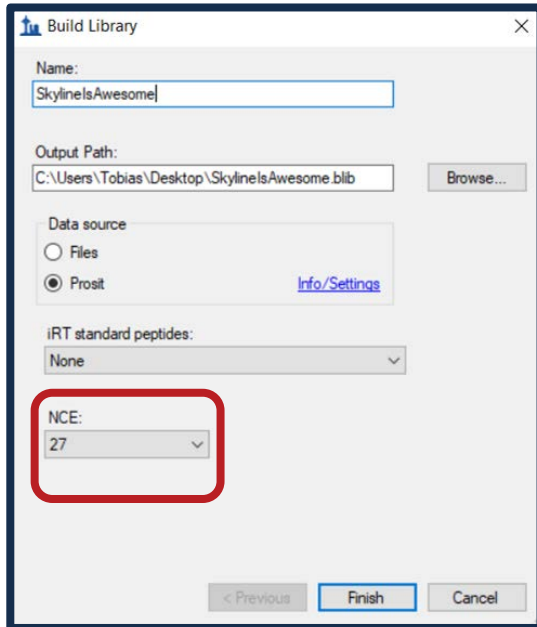 Build Library
Name:
SkylineIsAwesome
Output Path:
C:\Users\Tobias\Desktop\SkylineIsAwesome.blib
Browse...
Data source
Files
Prosit
Info/Settings
iRT standard peptides:
None
NCE:
27
< Previous
Finish
Cancel